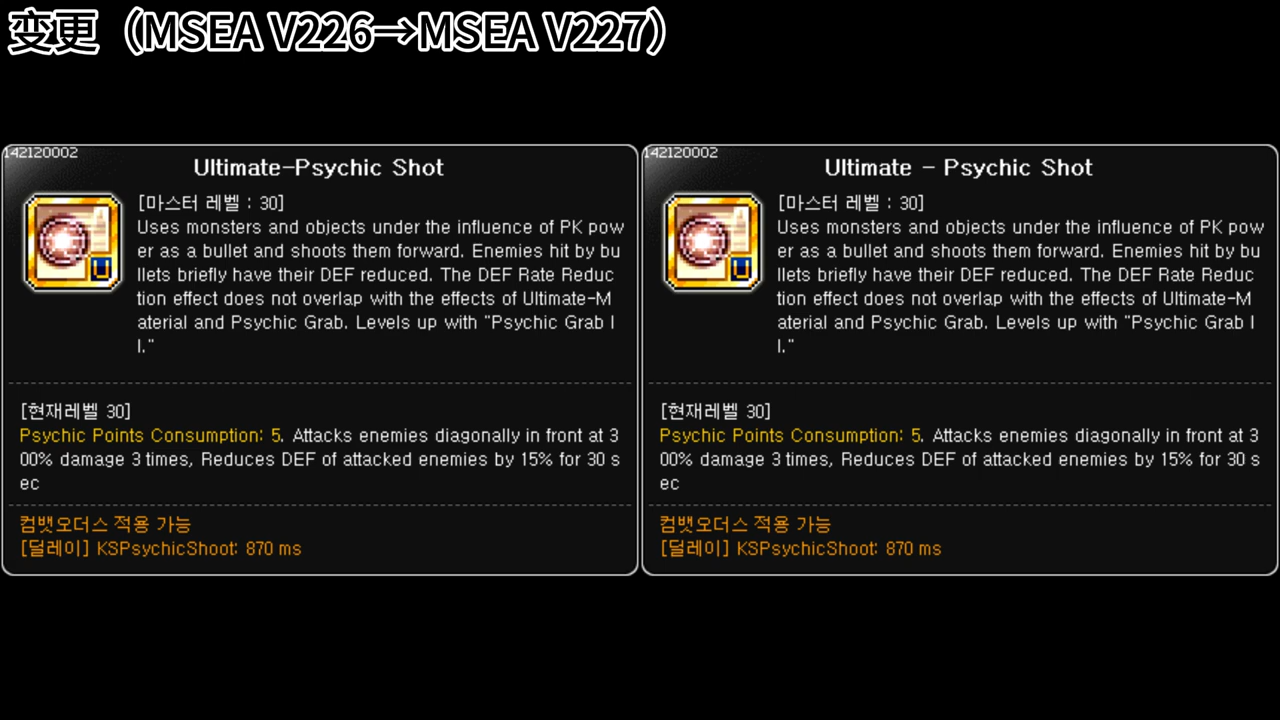 变更（MSEA V226→MSEA V227）
142120002
Ultimate-Psychic Shot
[마스터 레벨 : 30]
Uses monsters and objects under the influence of PK pow
er as a bullet and shoots them forward. Enemies hit by bu
llets briefly have their DEF reduced. The DEF Rate Reduc
tion effect does not overlap with the effects of Ultimate-M
aterial and Psychic Grab. Levels up with "Psychic Grab I
I."
[현재레벨 30]
Psychic Points Consumption: 5. Attacks enemies diagonally in front at 3
00% damage 3 times, Reduces DEF of attacked enemies by 15% for 30 s
ec
컴뱃오더스 적용 가능
[딜레이] KSPsychicShoot: 870 ms
142120002
Ultimate - Psychic Shot
[마스터 레벨 : 30]
Uses monsters and objects under the influence of PK pow
er as a bullet and shoots them forward. Enemies hit by bu
llets briefly have their DEF reduced. The DEF Rate Reduc
tion effect does not overlap with the effects of Ultimate-M
aterial and Psychic Grab. Levels up with "Psychic Grab I
I."
[현재레벨 30]
Psychic Points Consumption: 5. Attacks enemies diagonally in front at 3
00% damage 3 times, Reduces DEF of attacked enemies by 15% for 30 s
ec
컴뱃오더스 적용 가능
[딜레이] KSPsychicShoot: 870 ms